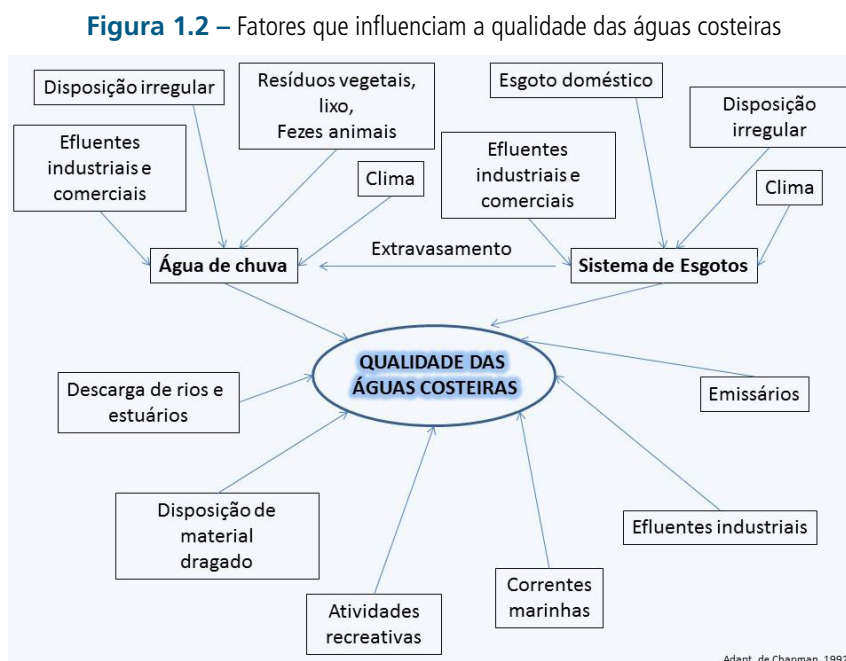 Figura 1.2 – Fatores que influenciam a qualidade das águas costeiras
Disposição irregular
Resíduos vegetais,
lixo,
Fezes animais
Esgoto doméstico
Disposição
irregular
Efluentes
industriais e
comerciais
Clima
Efluentes
industriais e
comerciais
Clima
Água de chuva
Extravasamento
Sistema de Esgotos
QUALIDADE DAS
ÁGUAS COSTEIRAS
Descarga de rios e
estuários
Emissários
Disposição de
material
dragado
Efluentes industriais
Atividades
recreativas
Correntes
marinhas
Adapt. de Chapman, 1992